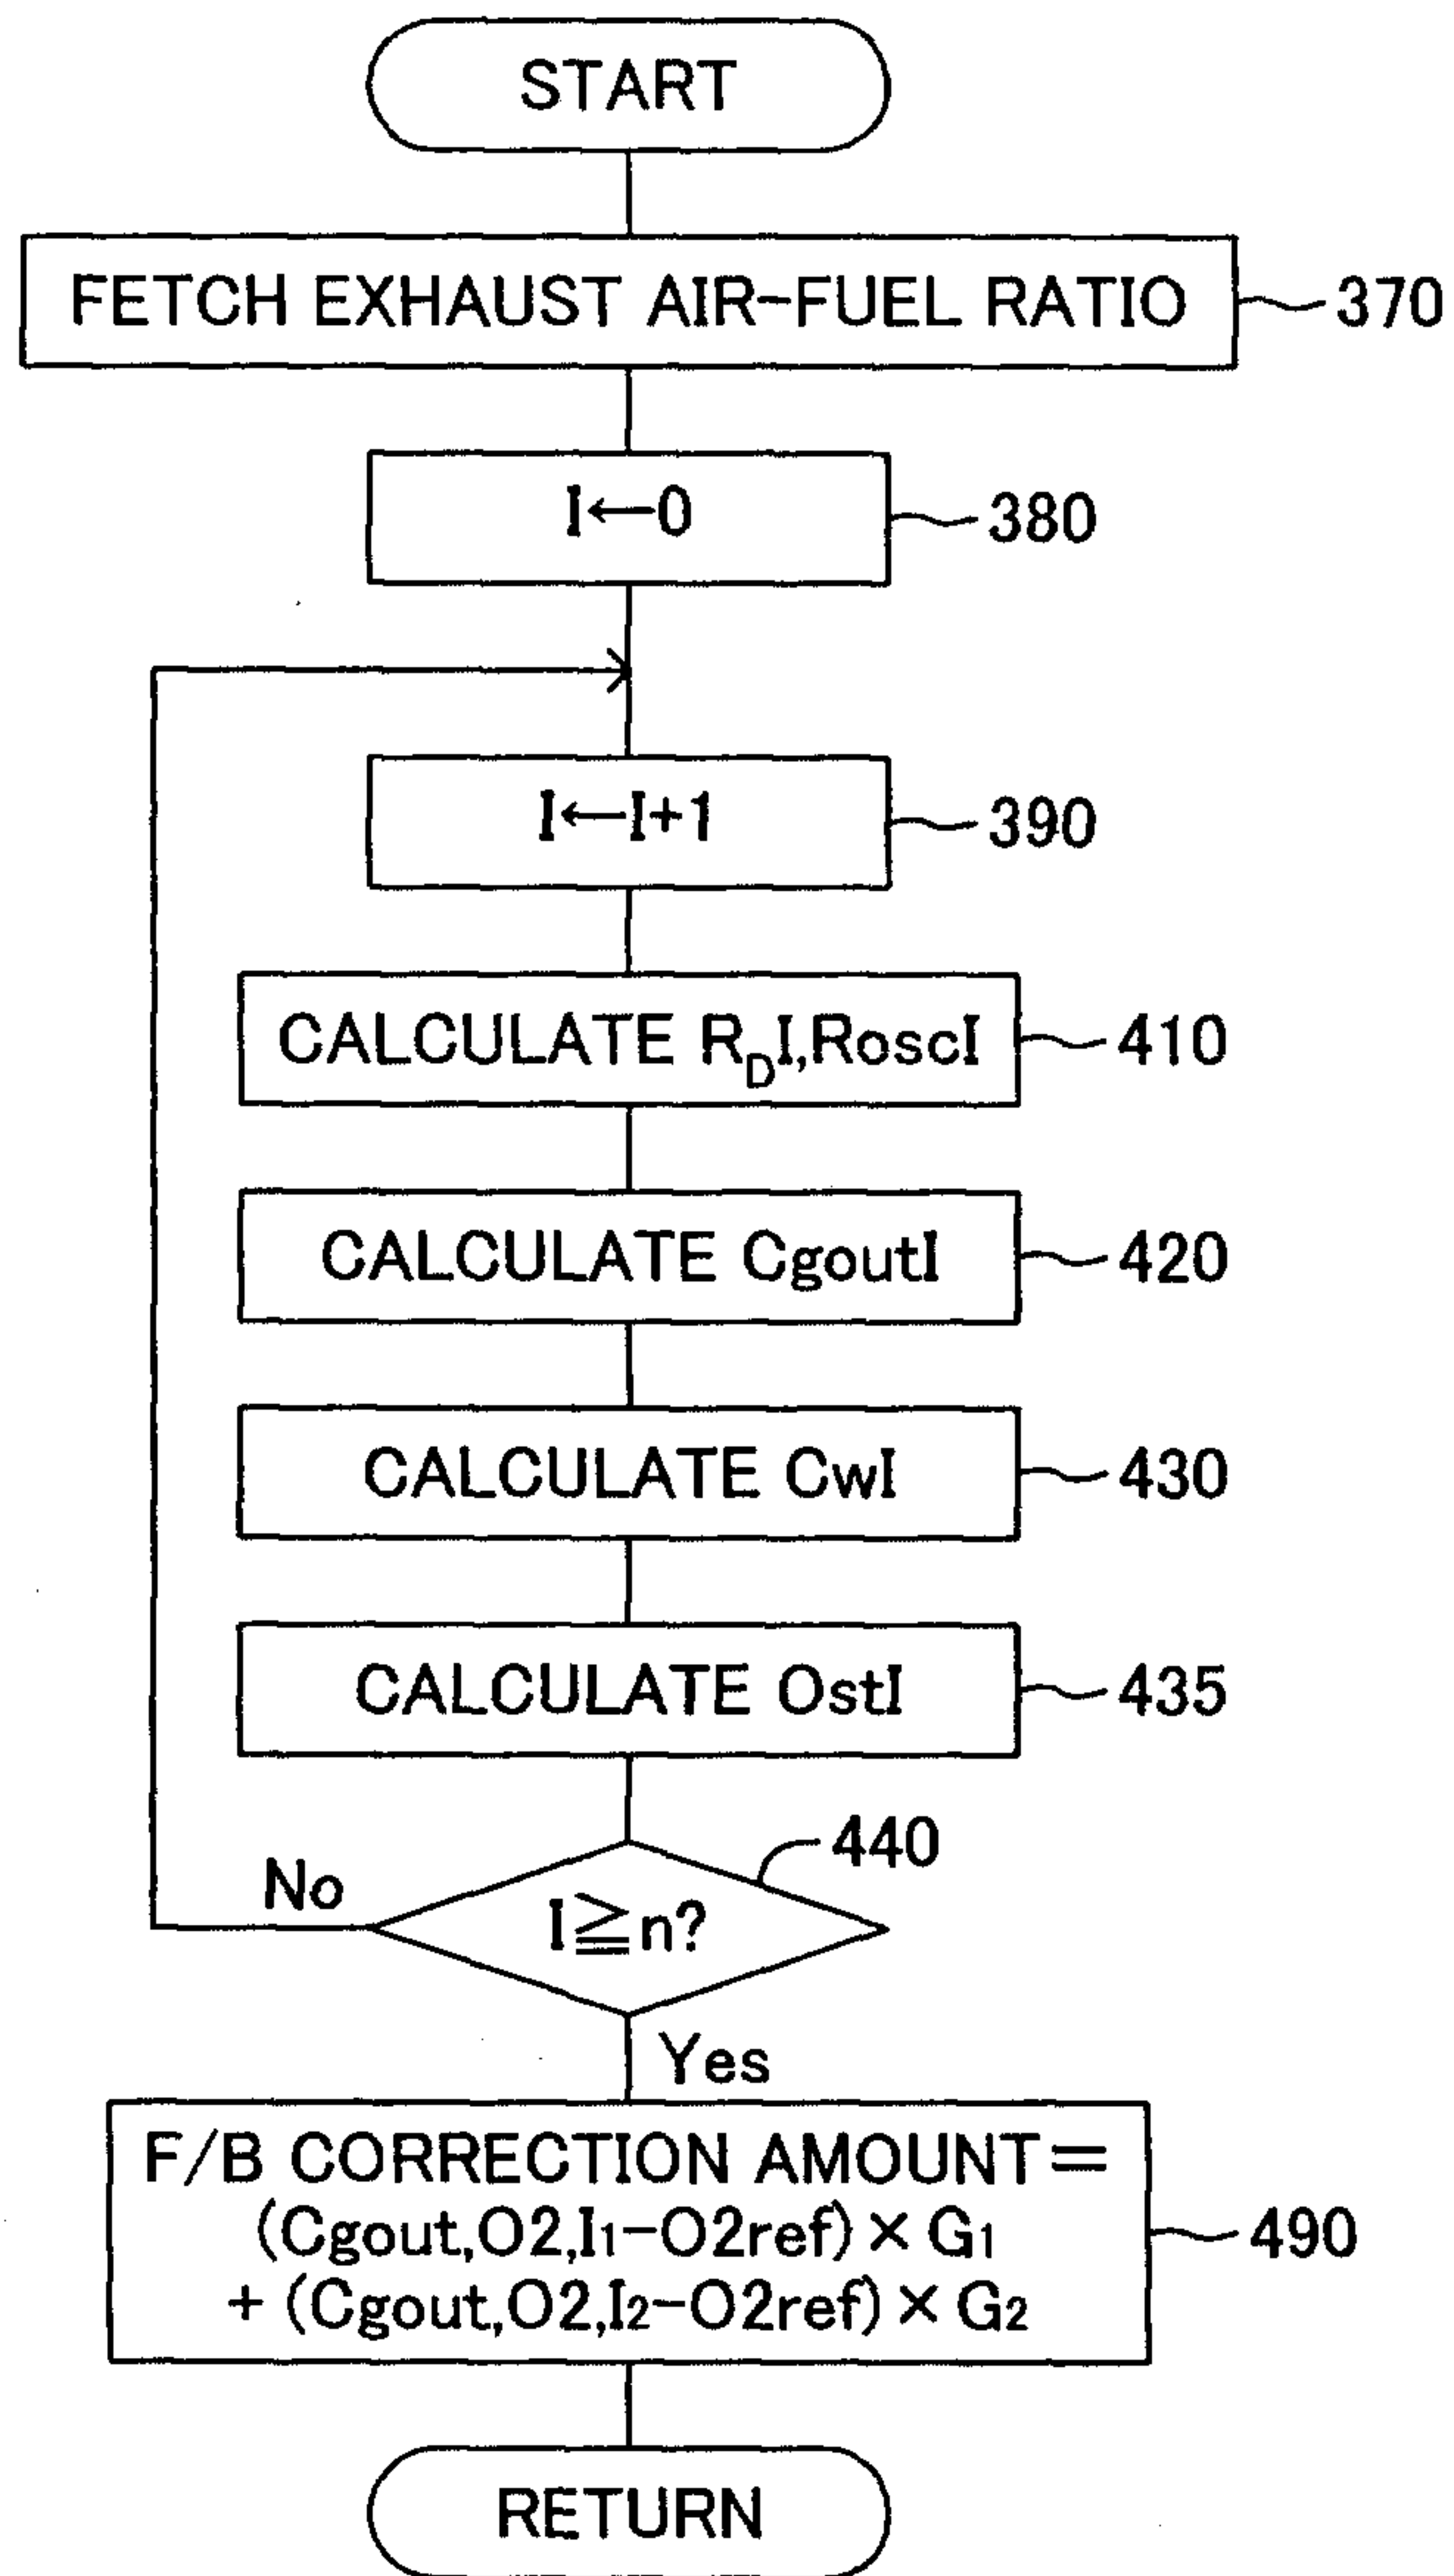 START
FETCH EXHAUST AIR-FUEL RATIO
370
I←0
380
I←I+1
390
CALCULATE RDI,RoscI
410
CALCULATE CgoutI
420
CALCULATE CwI
430
CALCULATE OstI
435
440
No
I≧n?
Yes
F/B CORRECTION AMOUNT=
(Cgout,O2,I1-O2ref)×G1
+(Cgout,O2,I2-O2ref)×G2
490
RETURN